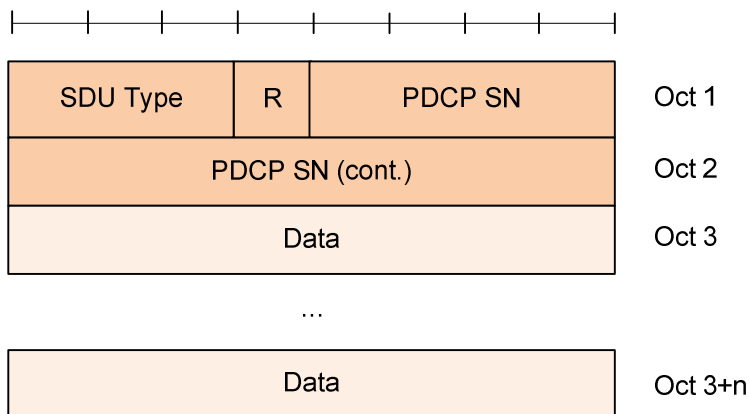 SDU Type R PDCP SN Oct 1
PDCP SN (cont.) Oct 2
Data Oct 3
...
Data Oct 3+n